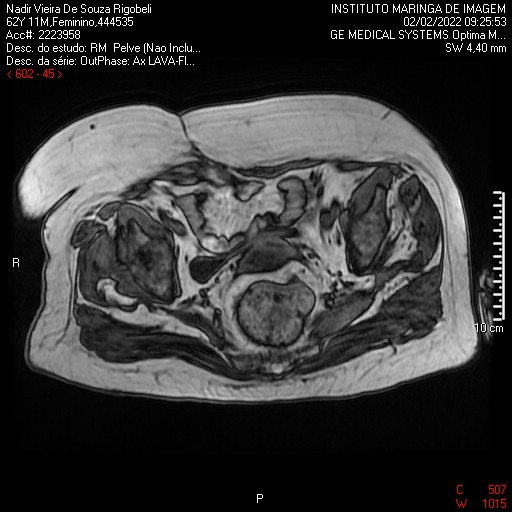 Nadir Vieira De Souza Rigobeli
62Y 11M,Feminino,444535
Acc#: 2223958
Desc. do estudo: RM  Pelve (Nao Inclu...
Desc. da série: OutPhase: Ax LAVA-Fl...
< 602 - 45 >
INSTITUTO MARINGA DE IMAGEM
02/02/2022 09:25:53
GE MEDICAL SYSTEMS Optima M...
SW 4,40 mm
R
10 cm
P
C 507
W 1015